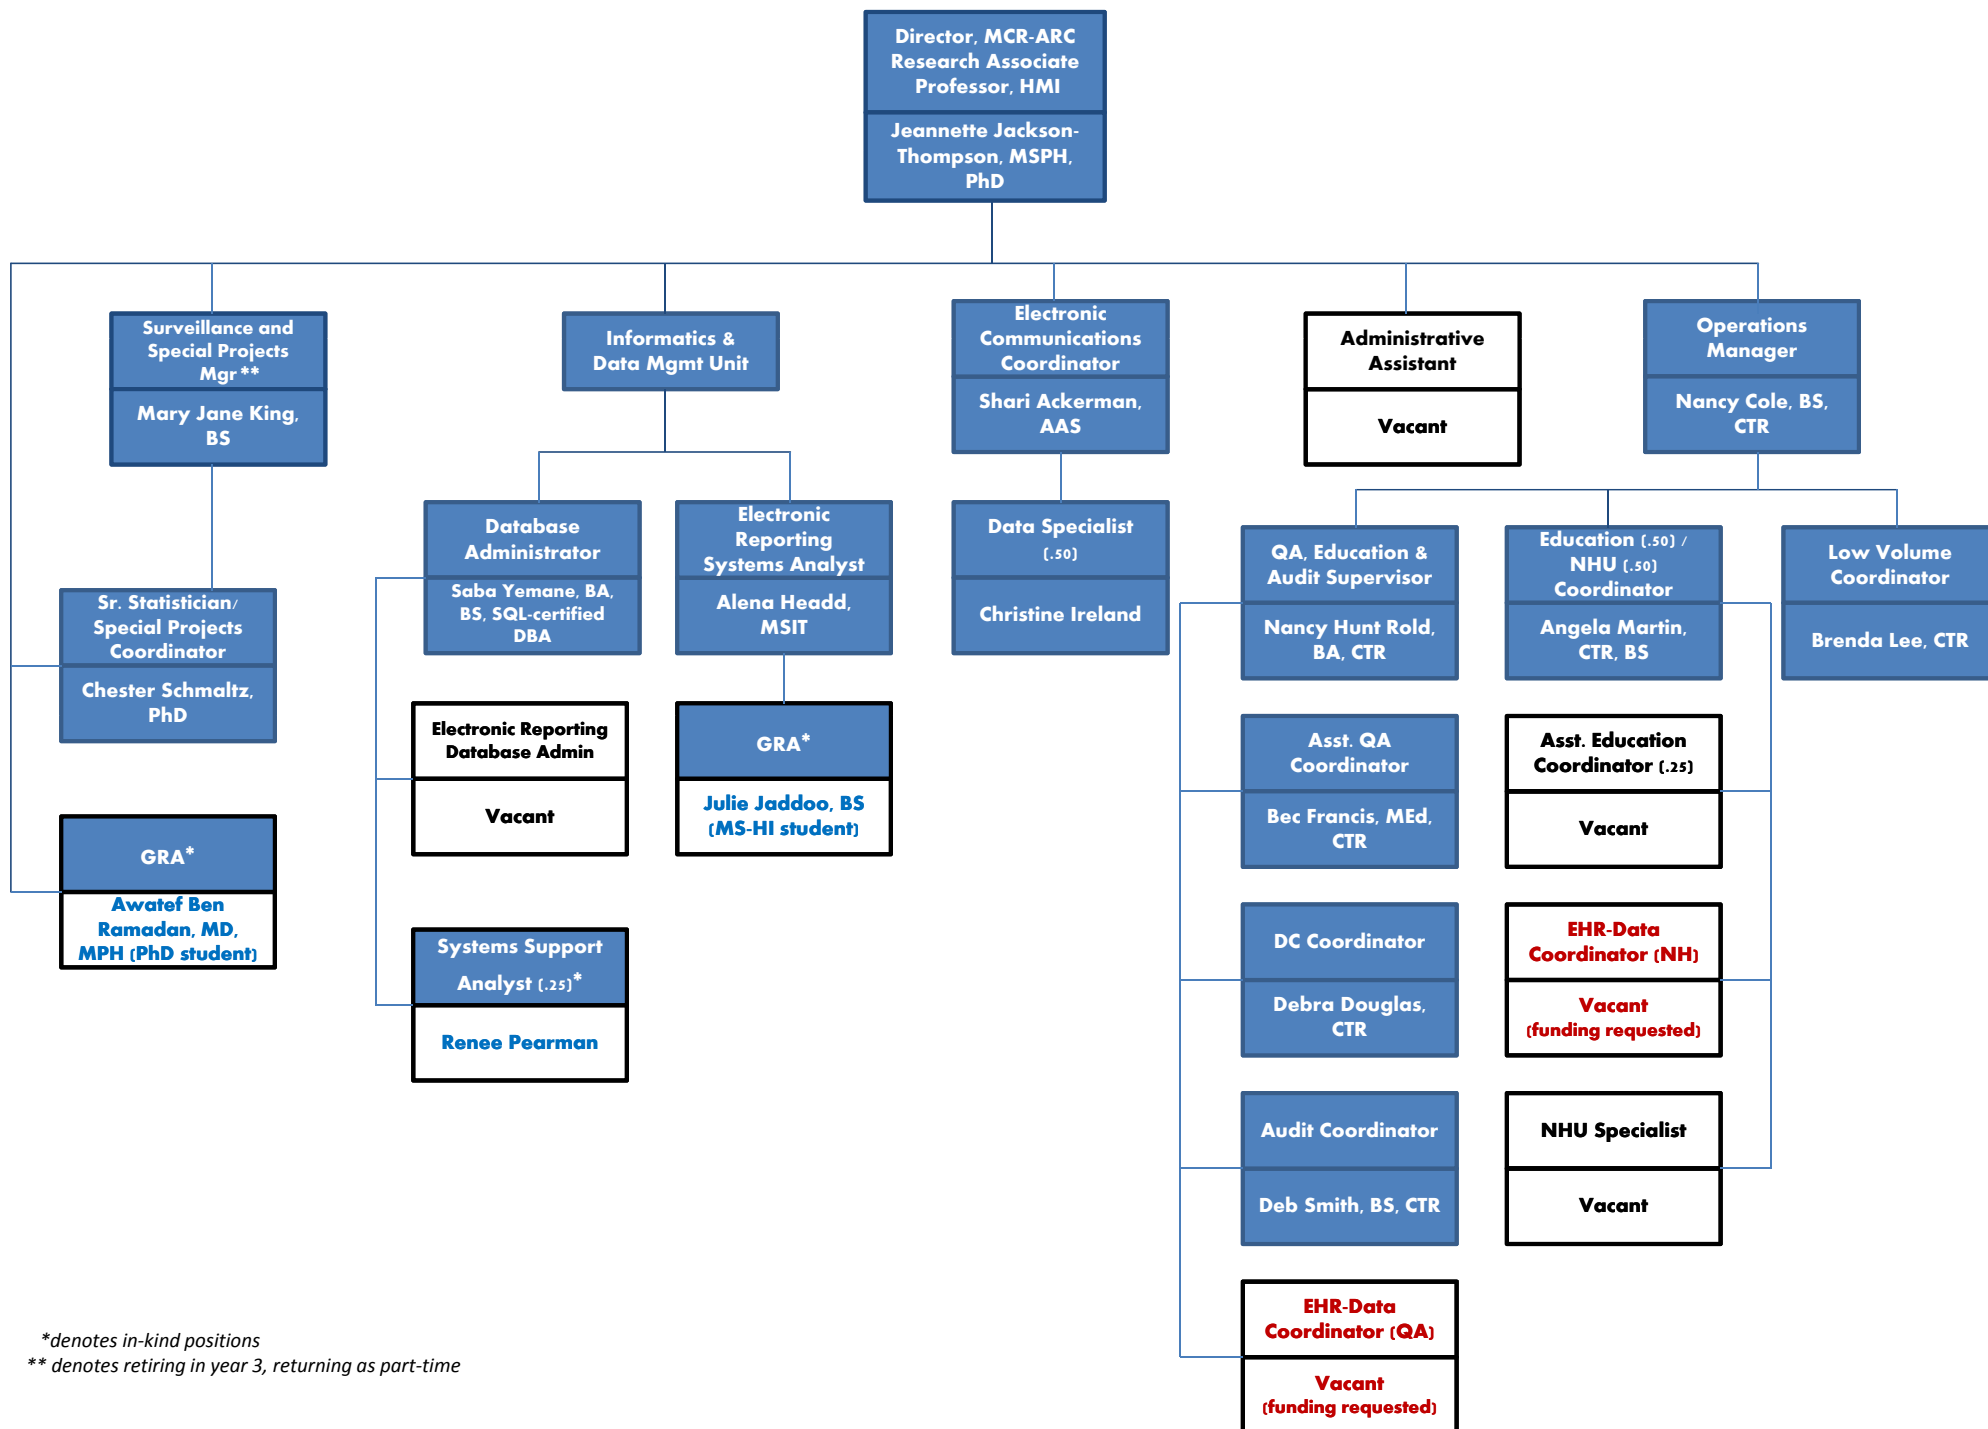 Director, MCR-ARC
Research Associate
Professor, HMI
Jeannette Jackson-
Thompson, MSPH,
PhD
Surveillance and
Special Projects
Mgr **
Mary Jane King,
BS
Informatics &
Data Mgmt Unit
Electronic
Communications
Coordinator
Shari Ackerman,
AAS
Administrative
Assistant
Vacant
Operations
Manager
Nancy Cole, BS,
CTR
Sr. Statistician/
Special Projects
Coordinator
Chester Schmaltz,
PhD
GRA*
Awatef Ben
Ramadan, MD,
MPH (PhD student)
Database
Administrator
Saba Yemane, BA,
BS, SQL-certified
DBA
Electronic Reporting
Database Admin
Vacant
Systems Support
Analyst (.25)*
Renee Pearman
Electronic
Reporting
Systems Analyst
Alena Headd,
MSIT
GRA*
Julie Jaddoo, BS
(MS-HI student)
Data Specialist
(.50)
Christine Ireland
QA, Education &
Audit Supervisor
Nancy Hunt Rold,
BA, CTR
Asst. QA
Coordinator
Bec Francis, MEd,
CTR
DC Coordinator
Debra Douglas,
CTR
Audit Coordinator
Deb Smith, BS, CTR
EHR-Data
Coordinator (QA)
Vacant
(funding requested)
Education (.50) /
NHU (.50)
Coordinator
Angela Martin,
CTR, BS
Asst. Education
Coordinator (.25)
Vacant
EHR-Data
Coordinator (NH)
Vacant
(funding requested)
NHU Specialist
Vacant
Low Volume
Coordinator
Brenda Lee, CTR
*denotes in-kind positions
** denotes retiring in year 3, returning as part-time